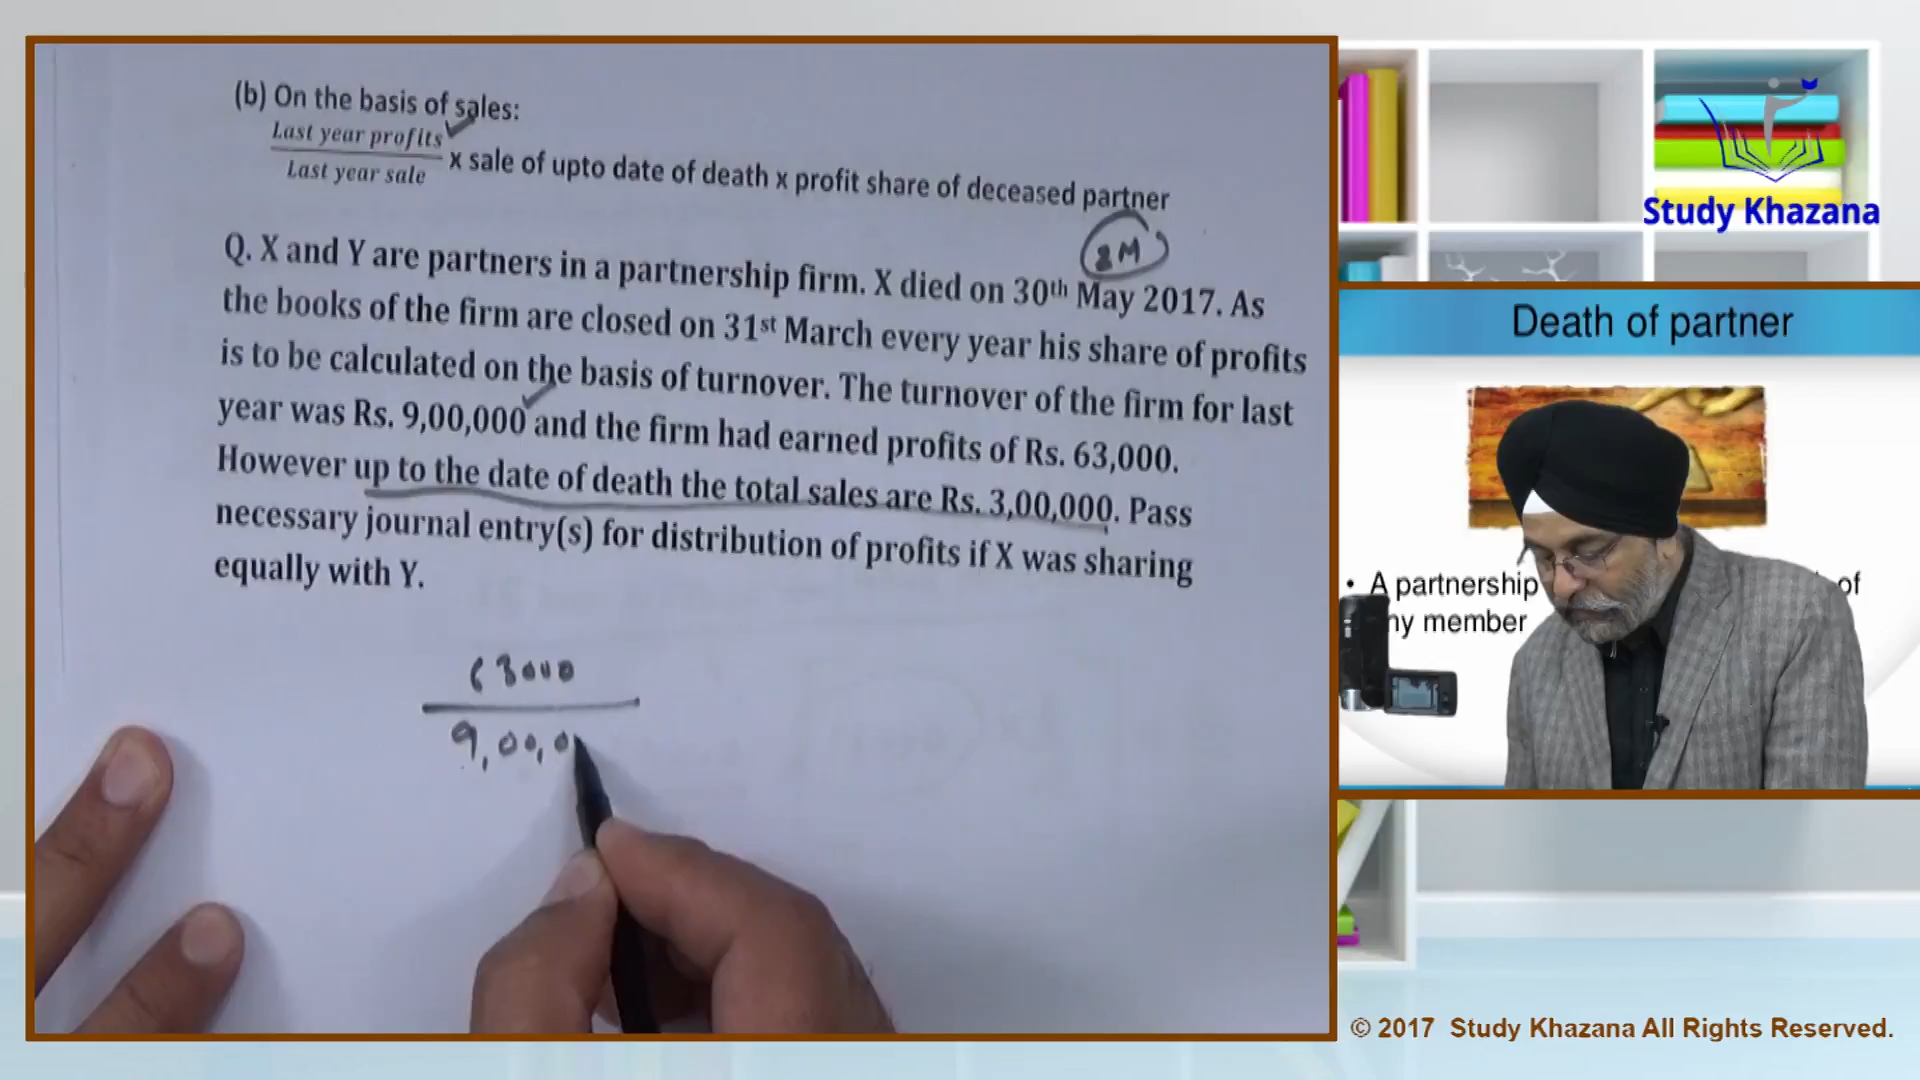 (b) On the basis of sales:
Last year profits
Last year sale
x sale of upto date of death x profit share of deceased partner
Q. X and Y are partners in a partnership firm. X died on 30th May 2017. As
the books of the firm are closed on 31st March every year his share of profits
is to be calculated on the basis of turnover. The turnover of the firm for last
year was Rs. 9,00,000 and the firm had earned profits of Rs. 63,000.
However up to the date of death the total sales are Rs. 3,00,000. Pass
necessary journal entry(s) for distribution of profits if X was sharing
equally with Y.
63000
9,00,0
Study Khazana
Death of partner
• A partnership of
ny member
© 2017 Study Khazana All Rights Reserved.